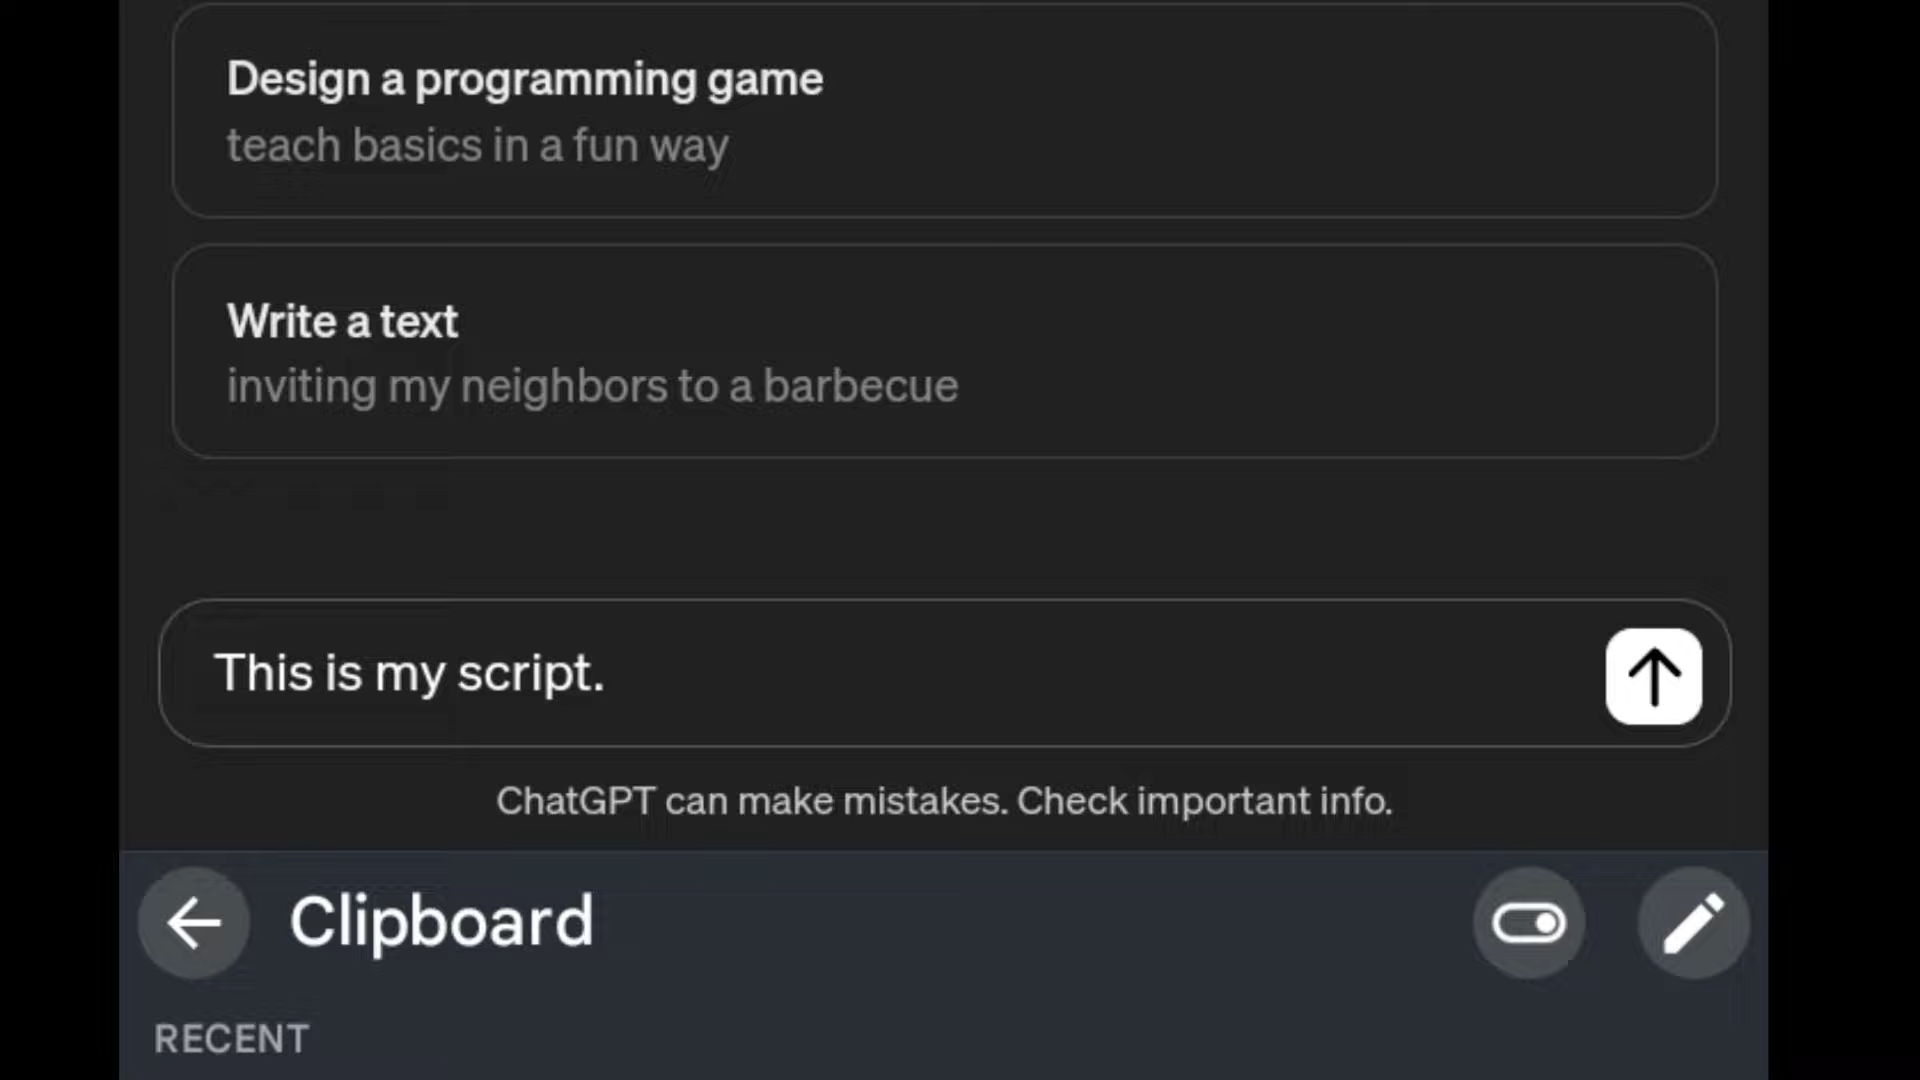 Design a programming game
teach basics in a fun way
Write a text
inviting my neighbors to a barbecue
This is my script.
ChatGPT can make mistakes. Check important info.
Clipboard
RECENT